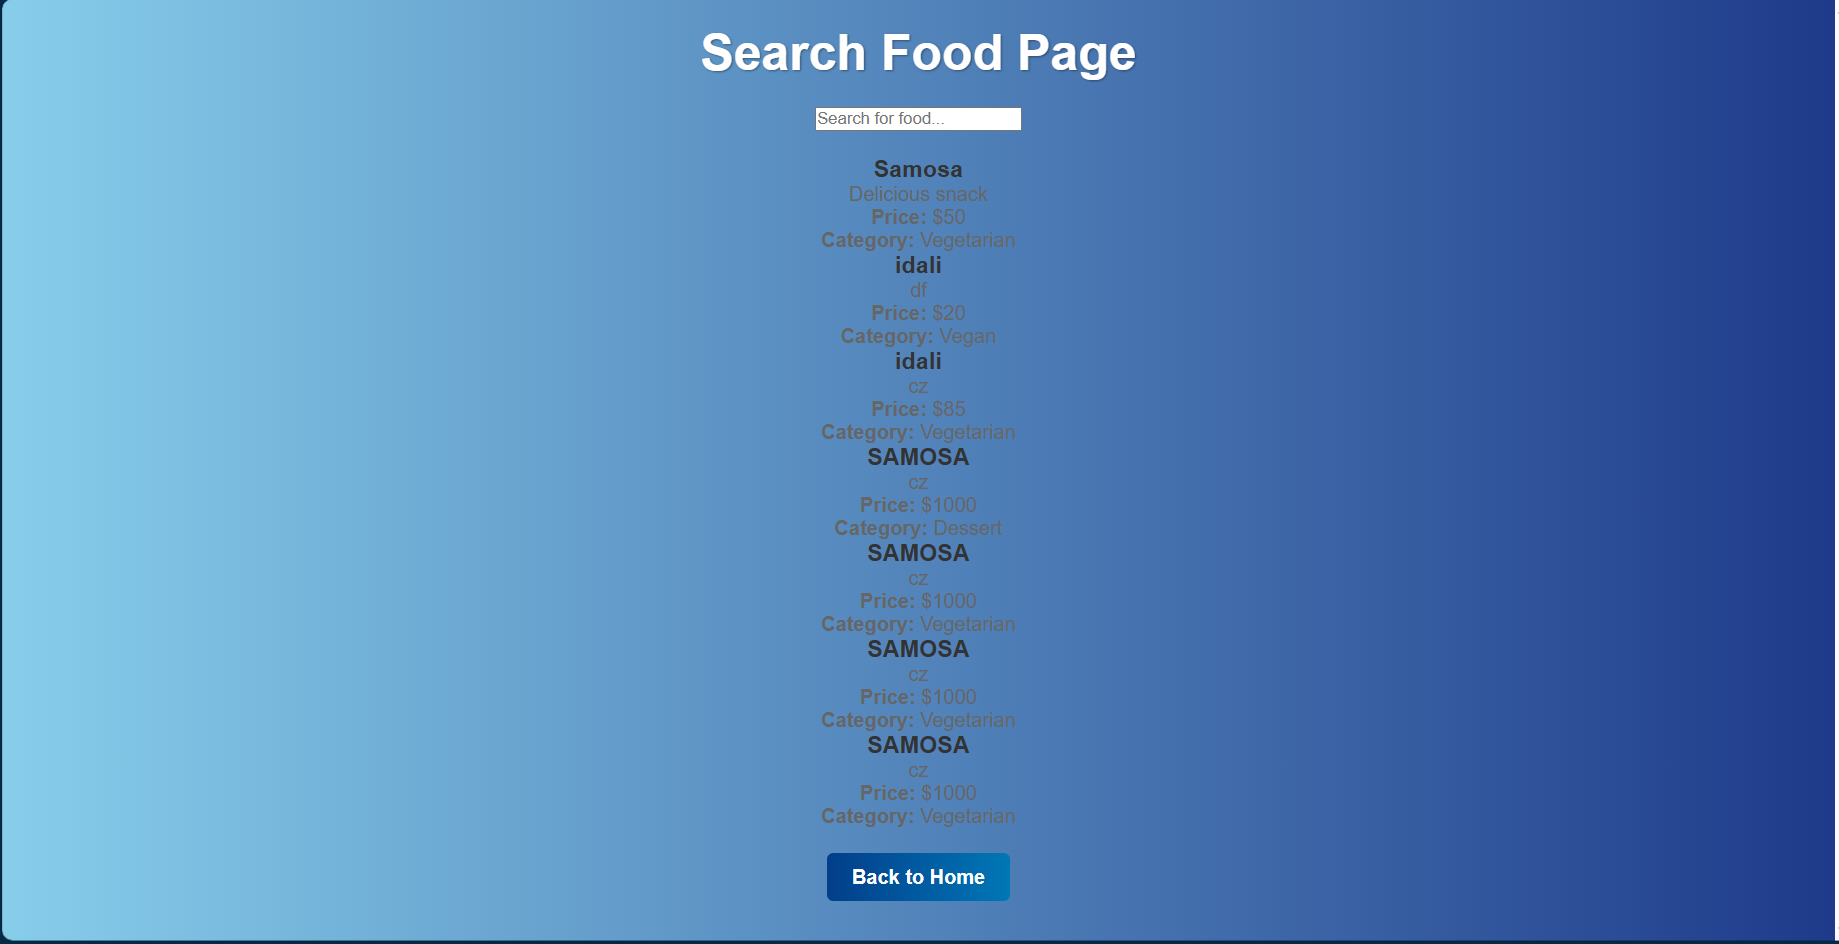 Search Food Page
Search for food...
Samosa
Delicious snack
Price: $50
Category: Vegetarian
idali
df
Price: $20
Category: Vegan
idali
cz
Price: $85
Category: Vegetarian
SAMOSA
cz
Price: $1000
Category: Dessert
SAMOSA
cz
Price: $1000
Category: Vegetarian
SAMOSA
cz
Price: $1000
Category: Vegetarian
SAMOSA
cz
Price: $1000
Category: Vegetarian
Back to Home